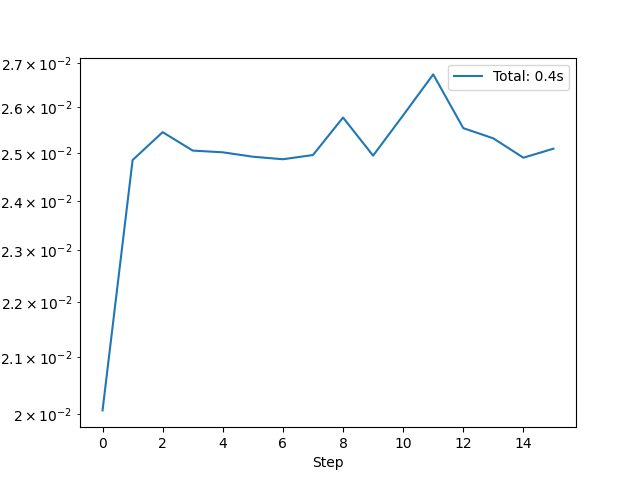 2.7 × 10⁻²
2.6 × 10⁻²
2.5 × 10⁻²
2.4 × 10⁻²
2.3 × 10⁻²
2.2 × 10⁻²
2.1 × 10⁻²
2 × 10⁻²
Total: 0.4s
0 2 4 6 8 10 12 14
Step